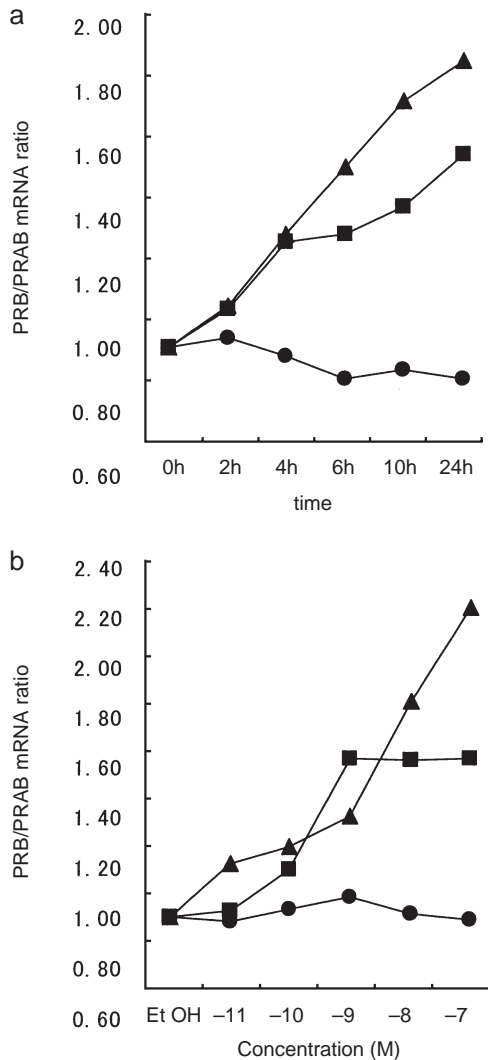 a
PRB/PRAB mRNA ratio
2.00
1.80
1.60
1.40
1.20
1.00
0.80
0.60
0h 2h 4h 6h 10h 24h
time
b
PRB/PRAB mRNA ratio
2.40
2.20
2.00
1.80
1.60
1.40
1.20
1.00
0.80
0.60
Et OH –11 –10 –9 –8 –7
Concentration (M)